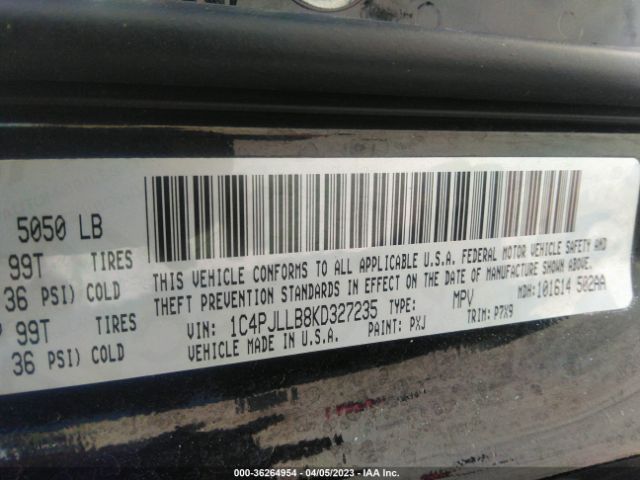 5050 LB
99T TIRES
36 PSI) COLD
99T TIRES
36 PSI) COLD
THIS VEHICLE CONFORMS TO ALL APPLICABLE U.S.A. FEDERAL MOTOR VEHICLE SAFETY AND
THEFT PREVENTION STANDARDS IN EFFECT ON THE DATE OF MANUFACTURE SHOWN ABOVE.
VIN: 1C4PJLLB8KD327235 TYPE: MPV MDH: 101614 502AA
VEHICLE MADE IN U.S.A. PAINT: PXJ TRIM: P7X9
000-36264954 - 04/05/2023 - IAA Inc.